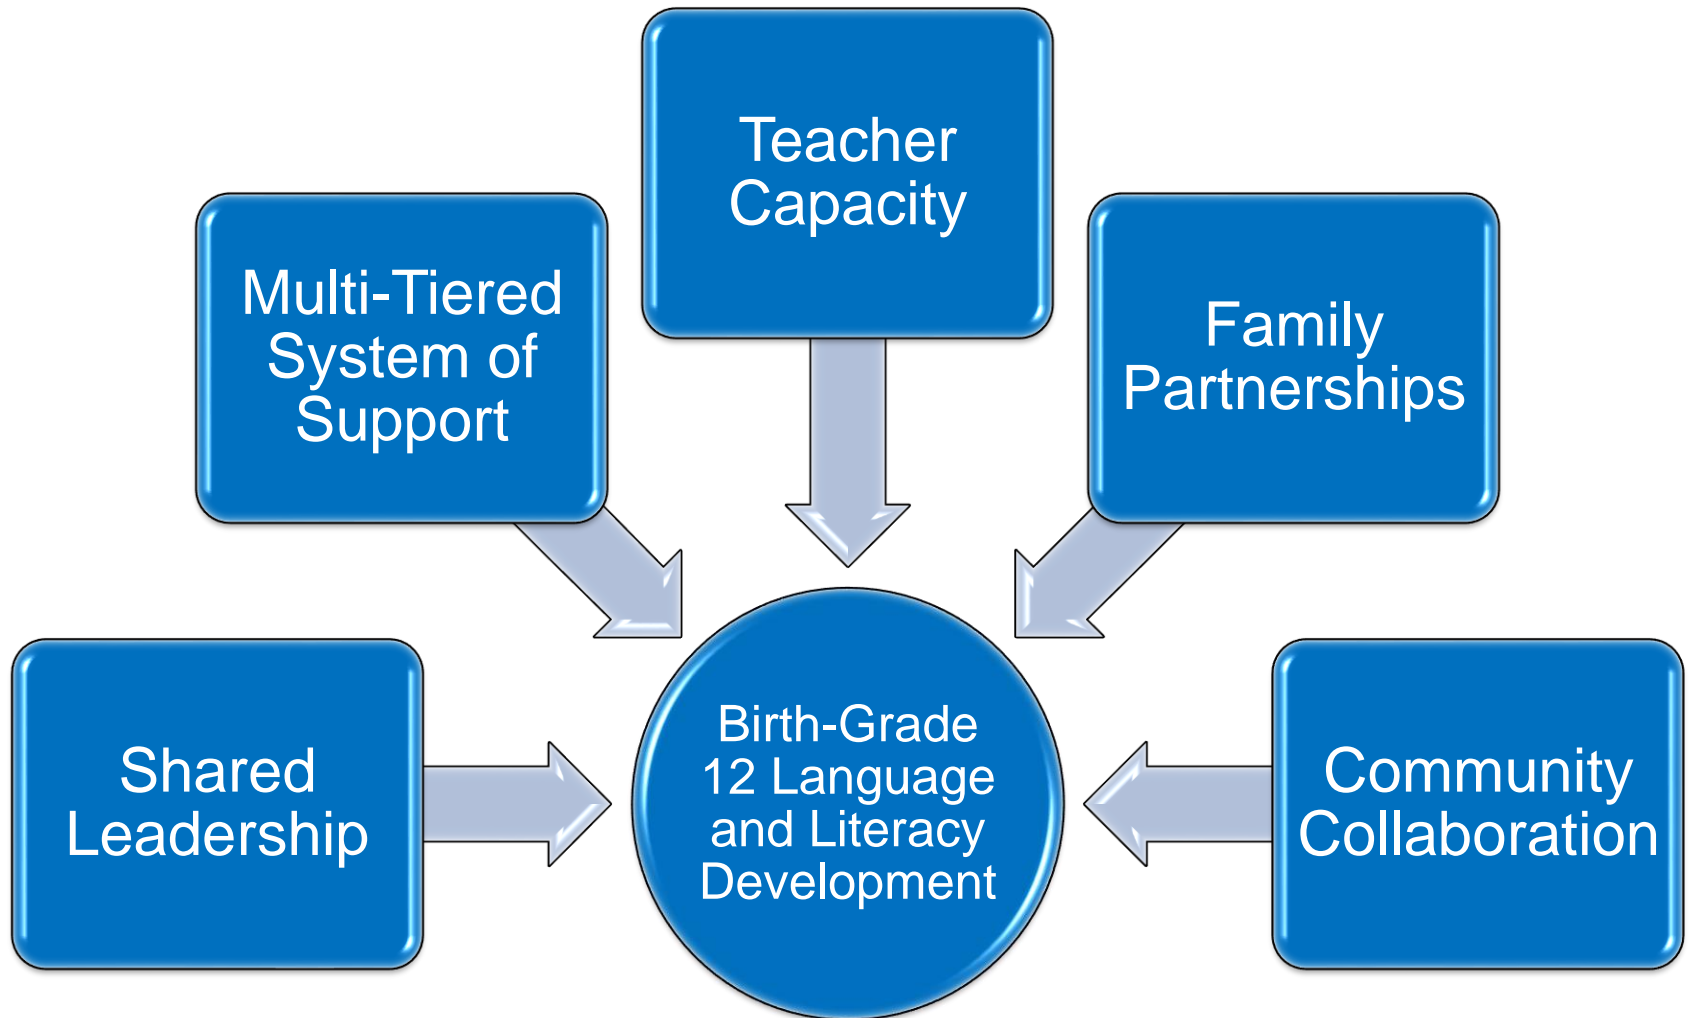 Teacher
Capacity
Multi-Tiered
System of
Support
Family
Partnerships
Shared
Leadership
Birth-Grade
12 Language
and Literacy
Development
Community
Collaboration